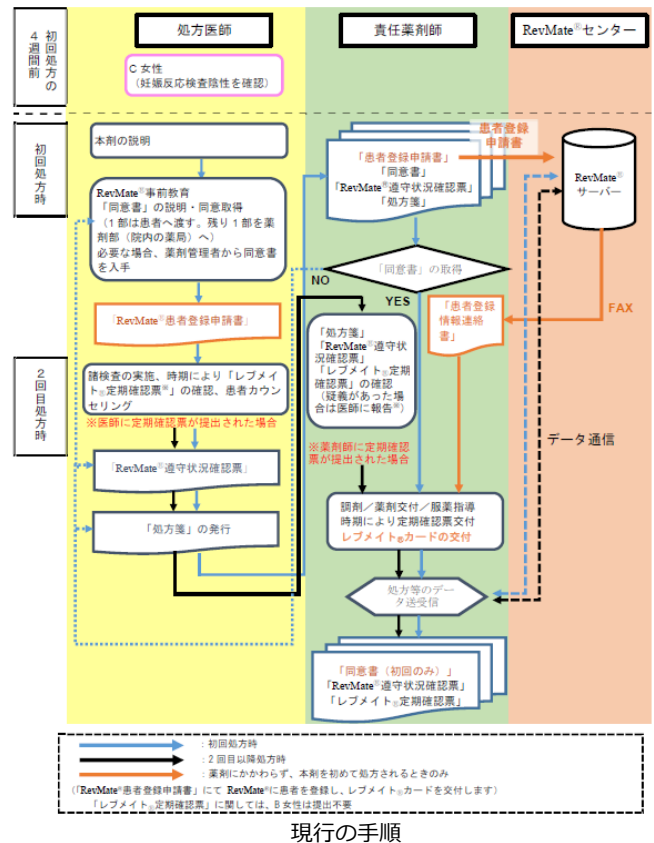 処方医師
責任薬剤師
RevMate®センター
初回処方の
4週間前
C 女性
(妊娠反応検査陰性を確認)
初回処方時
本剤の説明
RevMate®事前教育
「同意書」の説明・同意取得
(1部は患者へ渡す。残り1部を薬
剤部(院内の薬局)へ)
必要な場合、薬剤管理者から同意書
を入手
「RevMate®患者登録申請書」
2回目処方時
諸検査の実施、時期により「レブメイ
ト®定期確認票※」の確認、患者カウン
セリング
※医師に定期確認票が提出された場合
「RevMate®遵守状況確認票」
「処方箋」の発行
「患者登録申請書」
「同意書」
「RevMate®遵守状況確認票」
「処方箋」
患者登録
申請書
RevMate®
サーバー
「同意書」の取得
NO
YES
「処方箋」
「RevMate®遵守状
況確認票」
「レブメイト®定期
確認票」の確認
(疑義があった場
合は医師に報告※)
「患者登録
情報連絡
書」
FAX
データ通信
※薬剤師に定期確認
票が提出された場合
調剤/薬剤交付/服薬指導
時期により定期確認票交付
レブメイト®カードの交付
処方等のデー
タ送受信
「同意書(初回のみ)」
「RevMate®遵守状況確認票」
「レブメイト®定期確認票」
:初回処方時
:2回目以降処方時
:薬剤にかかわらず、本剤を初めて処方されるときのみ
(「RevMate®患者登録申請書」にて RevMate®に患者を登録し、レブメイト®カードを交付します)
「レブメイト®定期確認票」に関しては、B女性は提出不要
現行の手順